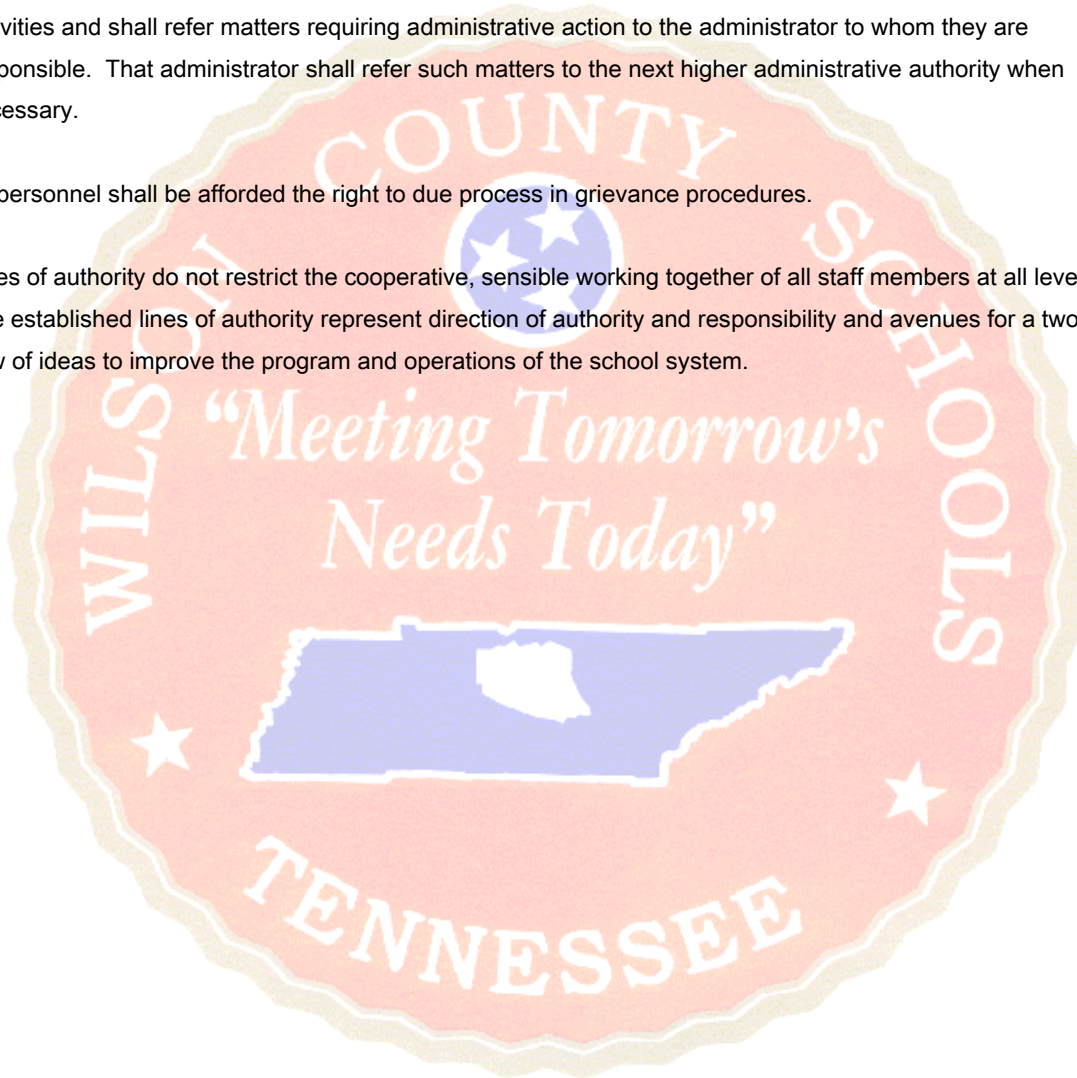 vities and shall refer matters requiring administrative action to the administrator to whom they are
ponsible. That administrator shall refer such matters to the next higher administrative authority when
cessary.
personnel shall be afforded the right to due process in grievance procedures.
es of authority do not restrict the cooperative, sensible working together of all staff members at all leve
e established lines of authority represent direction of authority and responsibility and avenues for a two
w of ideas to improve the program and operations of the school system.
WILSON COUNTY SCHOOLS
“Meeting Tomorrow's
Needs Today”
TENNESSEE